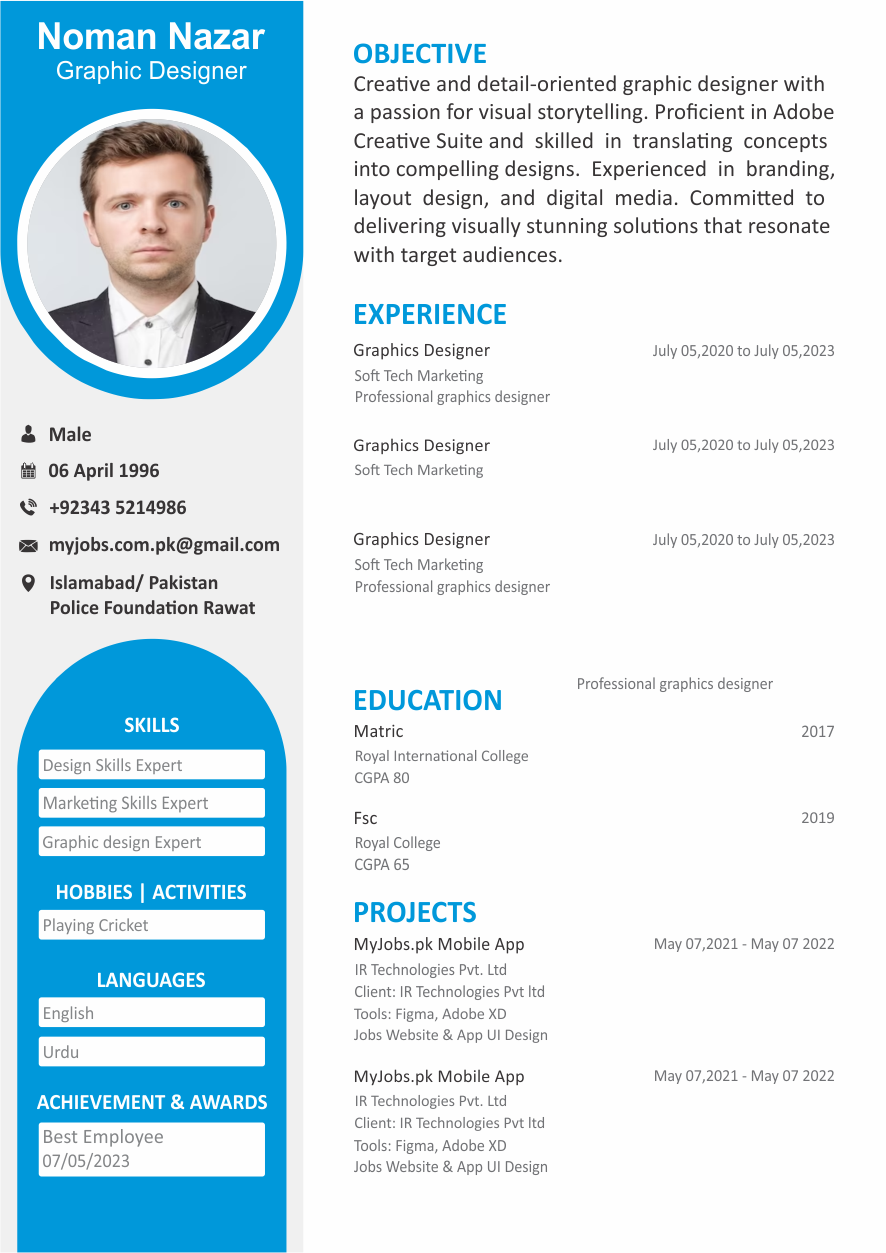 Noman Nazar
Graphic Designer
Male
06 April 1996
+92343 5214986
myjobs.com.pk@gmail.com
Islamabad/ Pakistan
Police Foundation Rawat
SKILLS
Design Skills Expert
Marketing Skills Expert
Graphic design Expert
HOBBIES | ACTIVITIES
Playing Cricket
LANGUAGES
English
Urdu
ACHIEVEMENT & AWARDS
Best Employee
07/05/2023
OBJECTIVE
Creative and detail-oriented graphic designer with
a passion for visual storytelling. Proficient in Adobe
Creative Suite and skilled in translating concepts
into compelling designs. Experienced in branding,
layout design, and digital media. Committed to
delivering visually stunning solutions that resonate
with target audiences.
EXPERIENCE
Graphics Designer July 05,2020 to July 05,2023
Soft Tech Marketing
Professional graphics designer
Graphics Designer July 05,2020 to July 05,2023
Soft Tech Marketing
Graphics Designer July 05,2020 to July 05,2023
Soft Tech Marketing
Professional graphics designer
Professional graphics designer
EDUCATION
Matric 2017
Royal International College
CGPA 80
Fsc 2019
Royal College
CGPA 65
PROJECTS
MyJobs.pk Mobile App May 07,2021 - May 07 2022
IR Technologies Pvt. Ltd
Client: IR Technologies Pvt ltd
Tools: Figma, Adobe XD
Jobs Website & App UI Design
MyJobs.pk Mobile App May 07,2021 - May 07 2022
IR Technologies Pvt. Ltd
Client: IR Technologies Pvt ltd
Tools: Figma, Adobe XD
Jobs Website & App UI Design